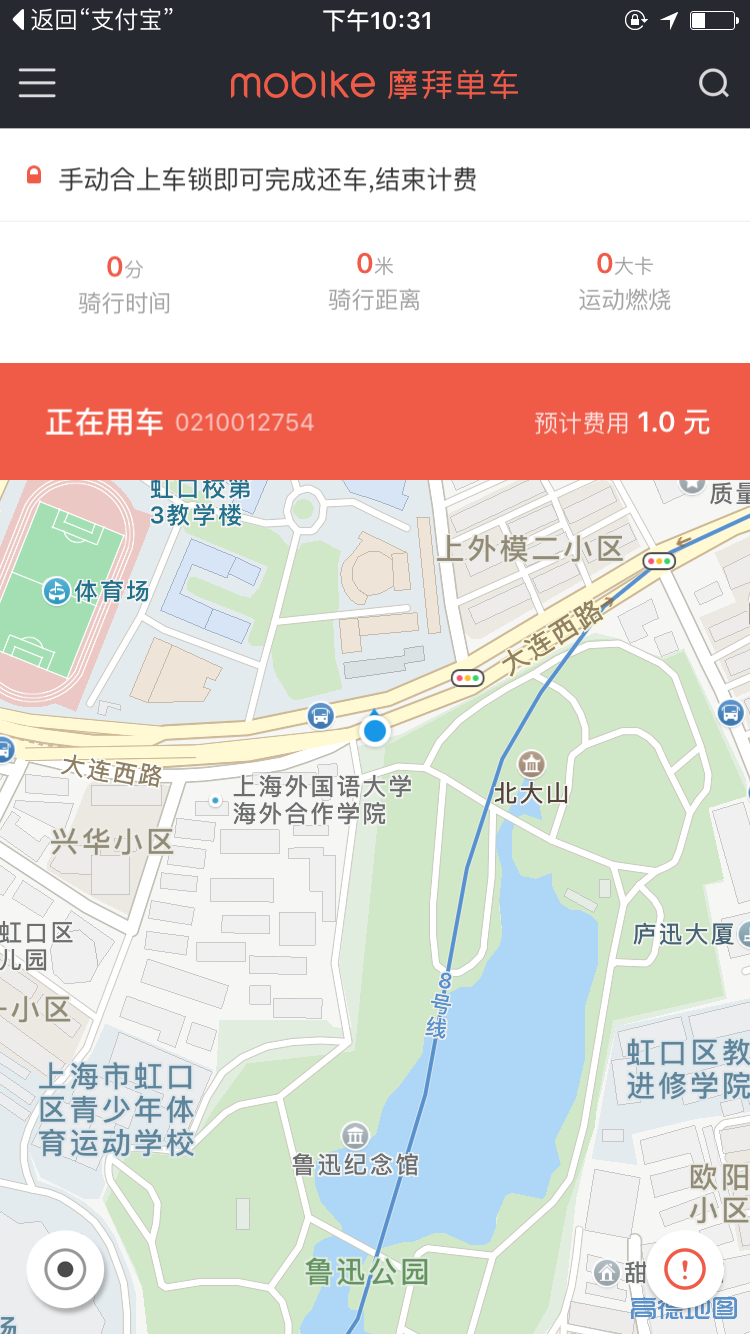 返回“支付宝”
下午10:31
mobike 摩拜单车
手动合上车锁即可完成还车,结束计费
0分
骑行时间
0米
骑行距离
0大卡
运动燃烧
正在用车 0210012754
预计费用 1.0 元
虹口校第
3教学楼
质量
上外模二小区
体育场
大连西路
大连西路
北大山
上海外国语大学
海外合作学院
兴华小区
虹口区
儿园
庐迅大厦
8号线
小区
虹口区教
进修学院
上海市虹口
区青少年体
育运动学校
鲁迅纪念馆
欧阳
小区
鲁迅公园
甜
高德地图
场